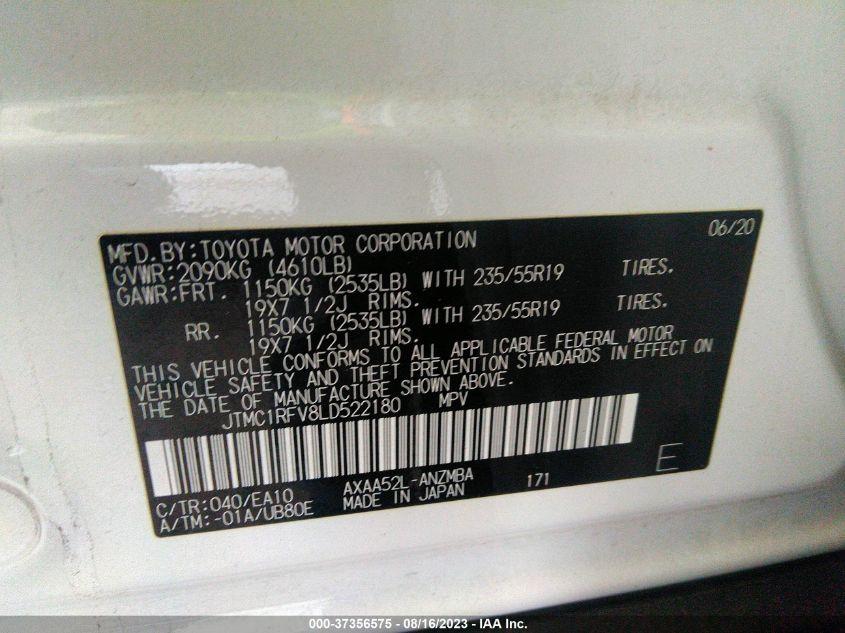 06/20
MFD.BY:TOYOTA MOTOR CORPORATION
GVWR:2090KG (4610LB)
GAWR:FRT. 1150KG (2535LB) WITH 235/55R19 TIRES.
19X7 1/2J RIMS.
RR. 1150KG (2535LB) WITH 235/55R19 TIRES.
19X7 1/2J RIMS.
THIS VEHICLE CONFORMS TO ALL APPLICABLE FEDERAL MOTOR
VEHICLE SAFETY AND THEFT PREVENTION STANDARDS IN EFFECT ON
THE DATE OF MANUFACTURE SHOWN ABOVE.
JTMC1RFV8LD522180 MPV
E
C/TR:040/EA10 AXAA52L-ANZMBA 171
A/TM:-01A/UB80E MADE IN JAPAN
000-37356575 - 08/16/2023 - IAA Inc.